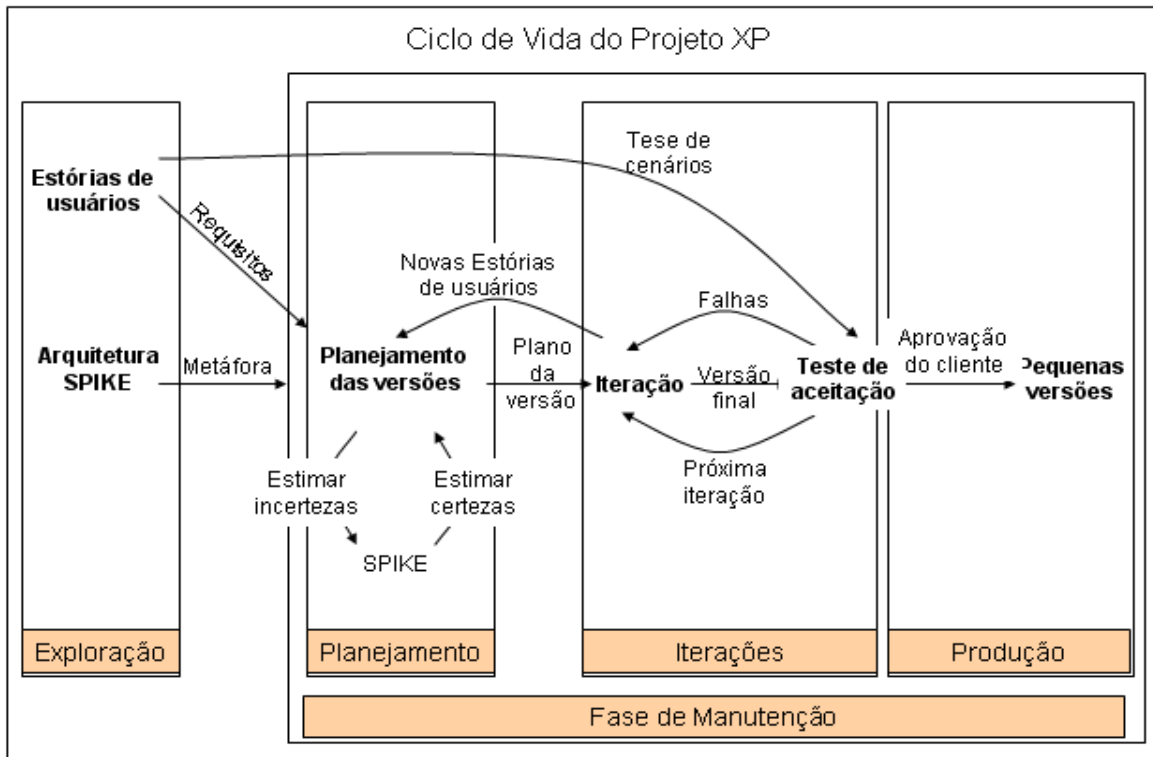 Ciclo de Vida do Projeto XP
Tese de
cenários
Estórias de
usuários
Requisitos
Novas Estórias
de usuários
Falhas
Arquitetura
SPIKE
Metáfora
Planejamento
das versões
Plano
da
versão
Iteração
Versão
final
Teste de
aceitação
Aprovação
do cliente
Pequenas
versões
Estimar
incertezas
Estimar
certezas
Próxima
iteração
SPIKE
Exploração
Planejamento
Iterações
Produção
Fase de Manutenção